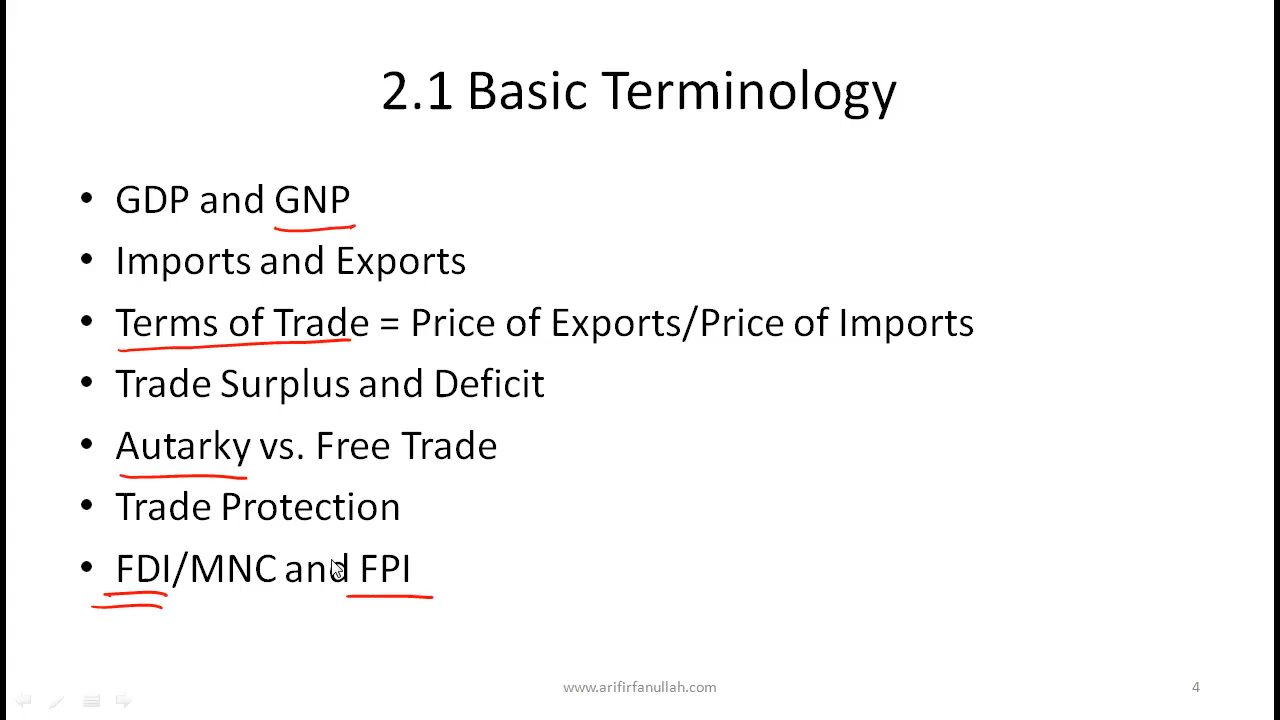 2.1 Basic Terminology
• GDP and GNP
• Imports and Exports
• Terms of Trade = Price of Exports/Price of Imports
• Trade Surplus and Deficit
• Autarky vs. Free Trade
• Trade Protection
• FDI/MNC and FPI
www.arifirfanullah.com
4